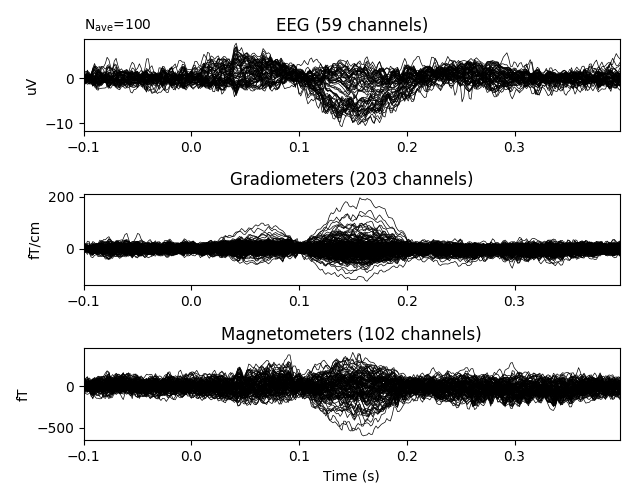 N_ave=100
EEG (59 channels)
uV
0
−10
−0.1 0.0 0.1 0.2 0.3
Gradiometers (203 channels)
fT/cm
200
0
−0.1 0.0 0.1 0.2 0.3
Magnetometers (102 channels)
fT
0
−500
−0.1 0.0 0.1 0.2 0.3
Time (s)